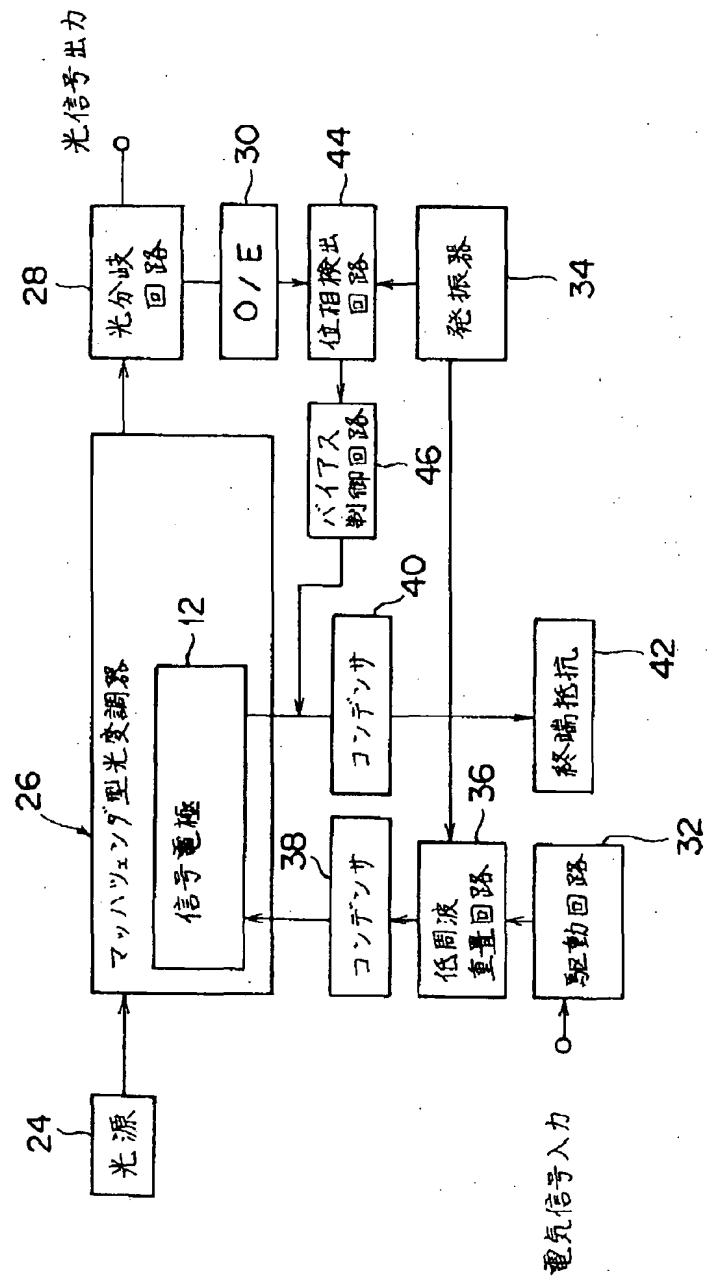 24
光源
26
マッハツェンダ型光変調器
12
信号電極
28
光分岐
回路
光信号出力
30
O/E
44
位相検出
回路
34
発振器
46
バイアス
制御回路
38
コンデンサ
40
コンデンサ
36
低周波
重畳回路
42
終端抵抗
32
駆動回路
電気信号入力